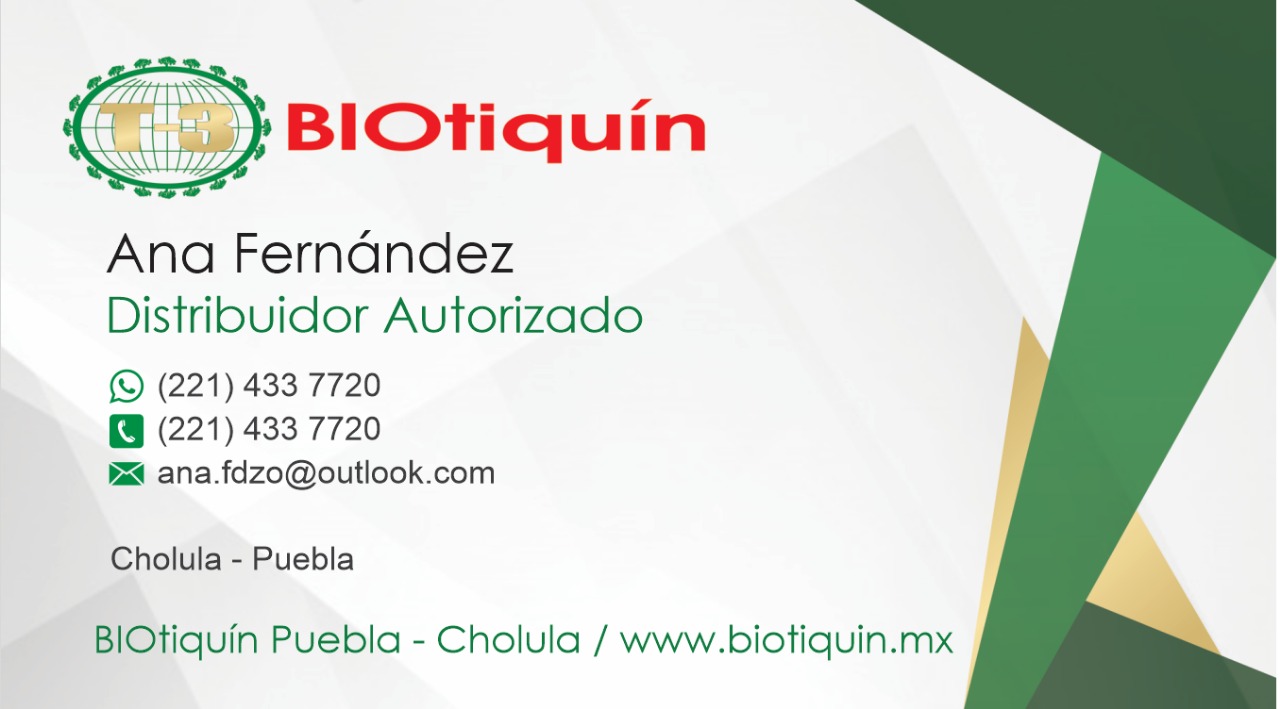 T-3 BIOtiquín
Ana Fernández
Distribuidor Autorizado
(221) 433 7720
(221) 433 7720
ana.fdzo@outlook.com
Cholula - Puebla
BIOtiquín Puebla - Cholula / www.biotiquin.mx